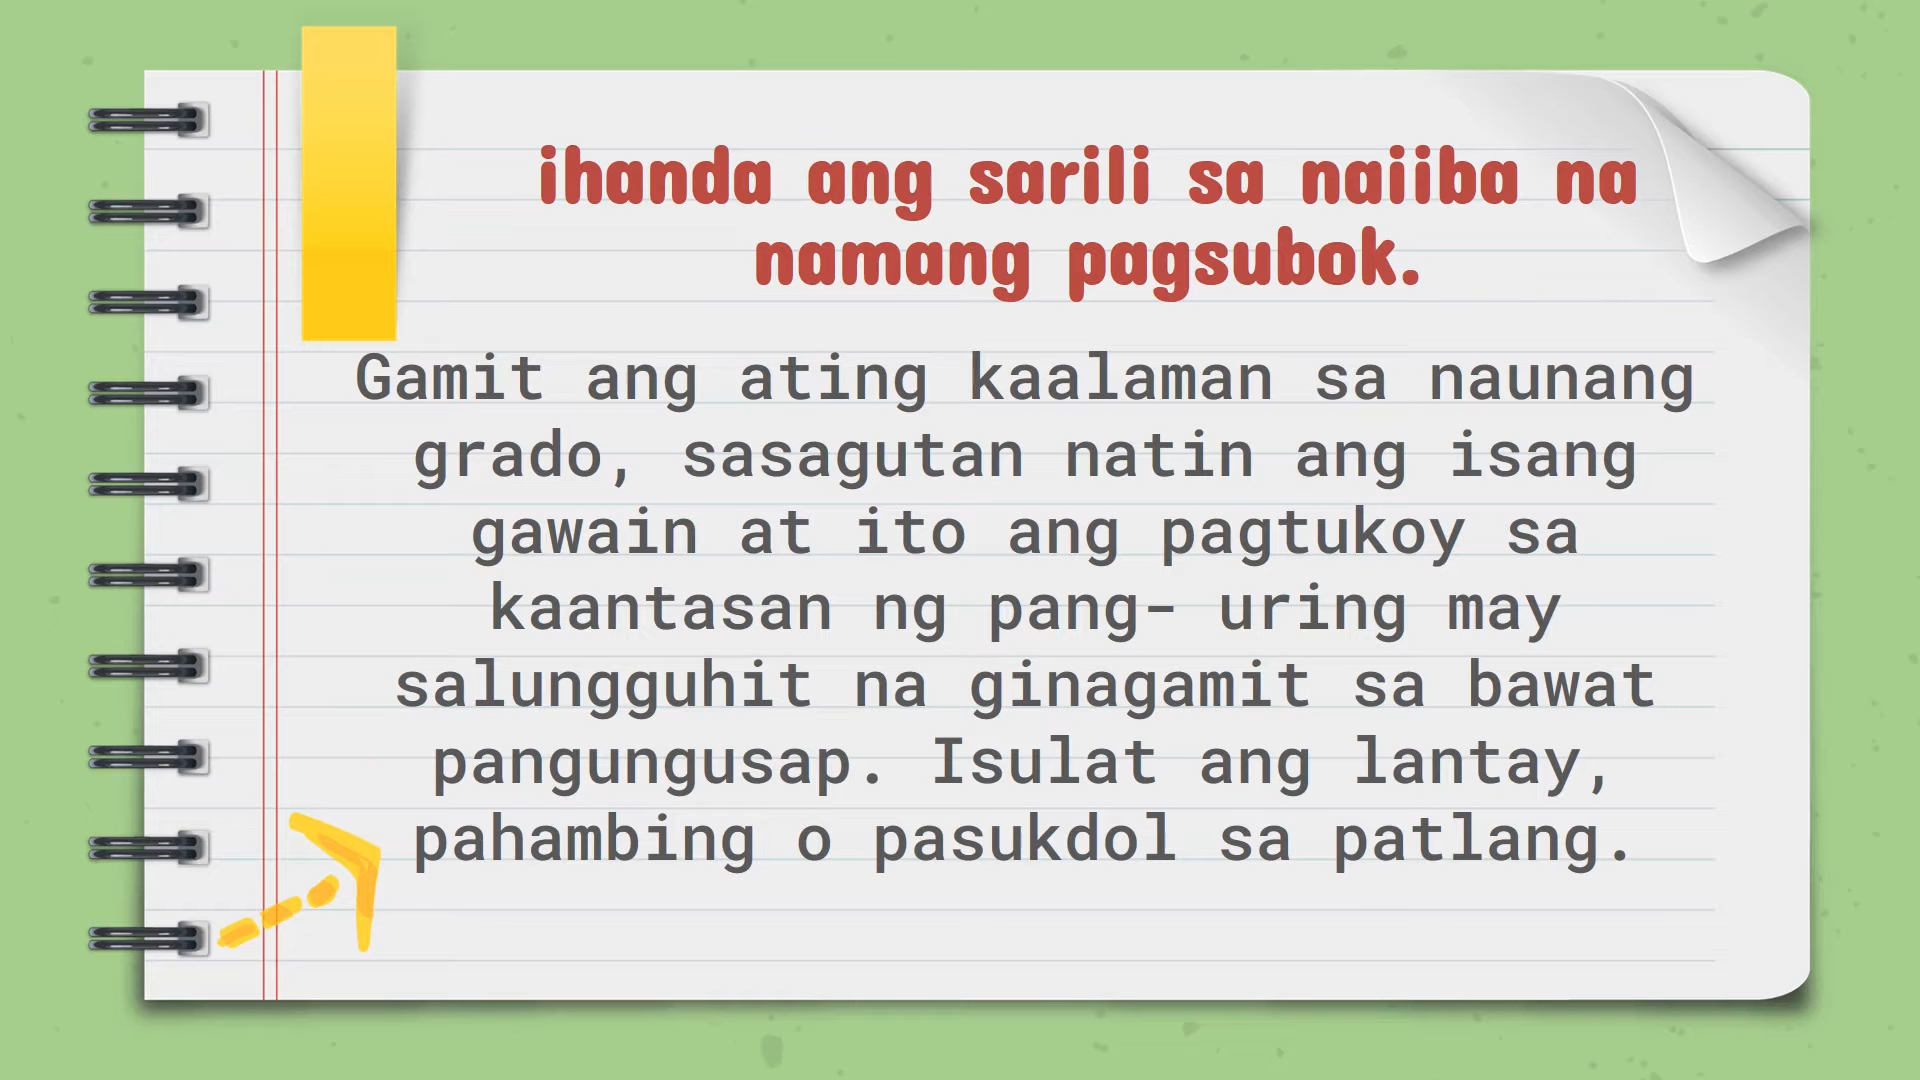 ihanda ang sarili sa naiiba na
namang pagsubok.
Gamit ang ating kaalaman sa naunang
grado, sasagutan natin ang isang
gawain at ito ang pagtukoy sa
kaantasan ng pang- uring may
salungguhit na ginagamit sa bawat
pangungusap. Isulat ang lantay,
pahambing o pasukdol sa patlang.